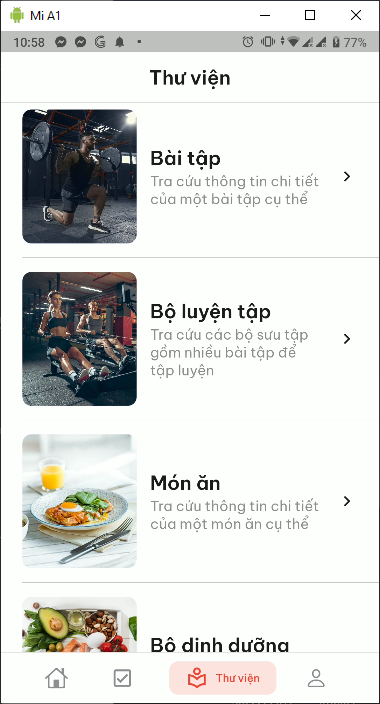 Mi A1
10:58
77%
Thư viện
Bài tập
Tra cứu thông tin chi tiết
của một bài tập cụ thể
Bộ luyện tập
Tra cứu các bộ sưu tập
gồm nhiều bài tập để
tập luyện
Món ăn
Tra cứu thông tin chi tiết
của một món ăn cụ thể
Bộ dinh dưỡng
Thư viện